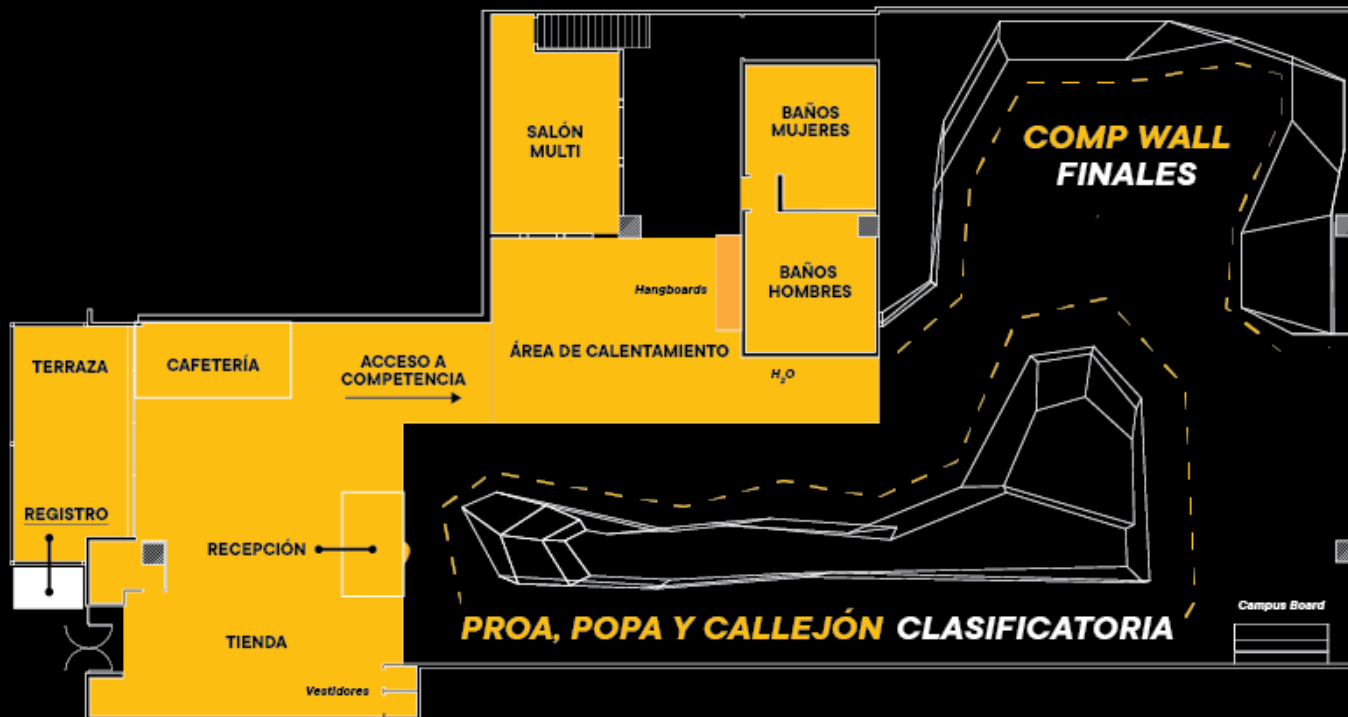 SALÓN
MULTI
BAÑOS
MUJERES
COMP WALL
FINALES
Hangboards
BAÑOS
HOMBRES
TERRAZA
CAFETERÍA
ACCESO A
COMPETENCIA
ÁREA DE CALENTAMIENTO
H₂O
REGISTRO
RECEPCIÓN
TIENDA
PROA, POPA Y CALLEJÓN CLASIFICATORIA
Campus Board
Vestidores